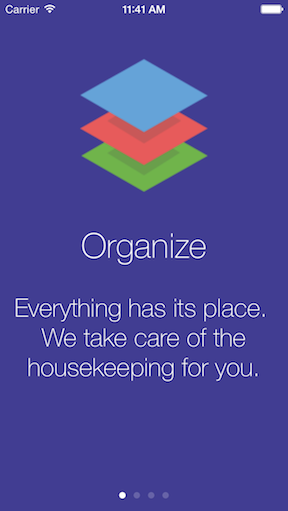 Carrier 11:41 AM
Organize
Everything has its place.
We take care of the
housekeeping for you.